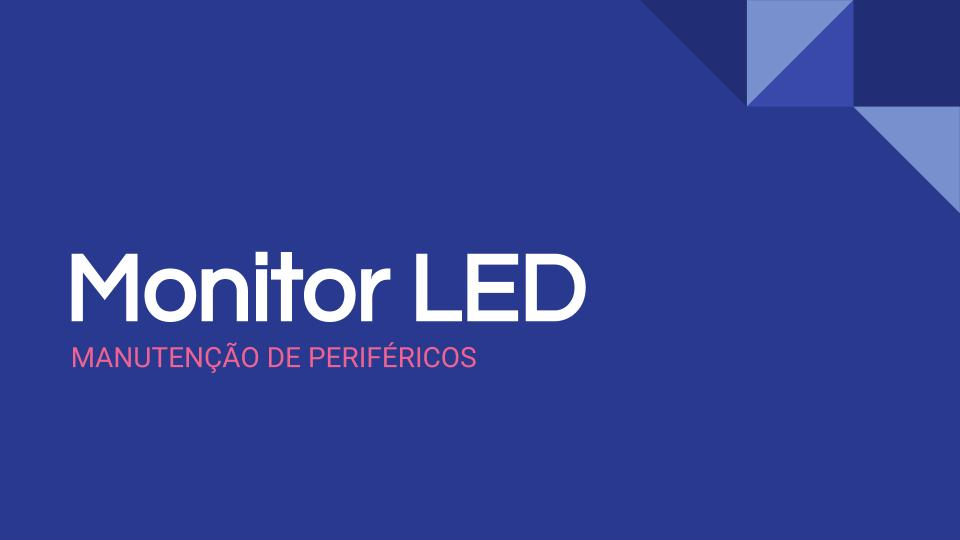 Monitor LED
MANUTENÇÃO DE PERIFÉRICOS